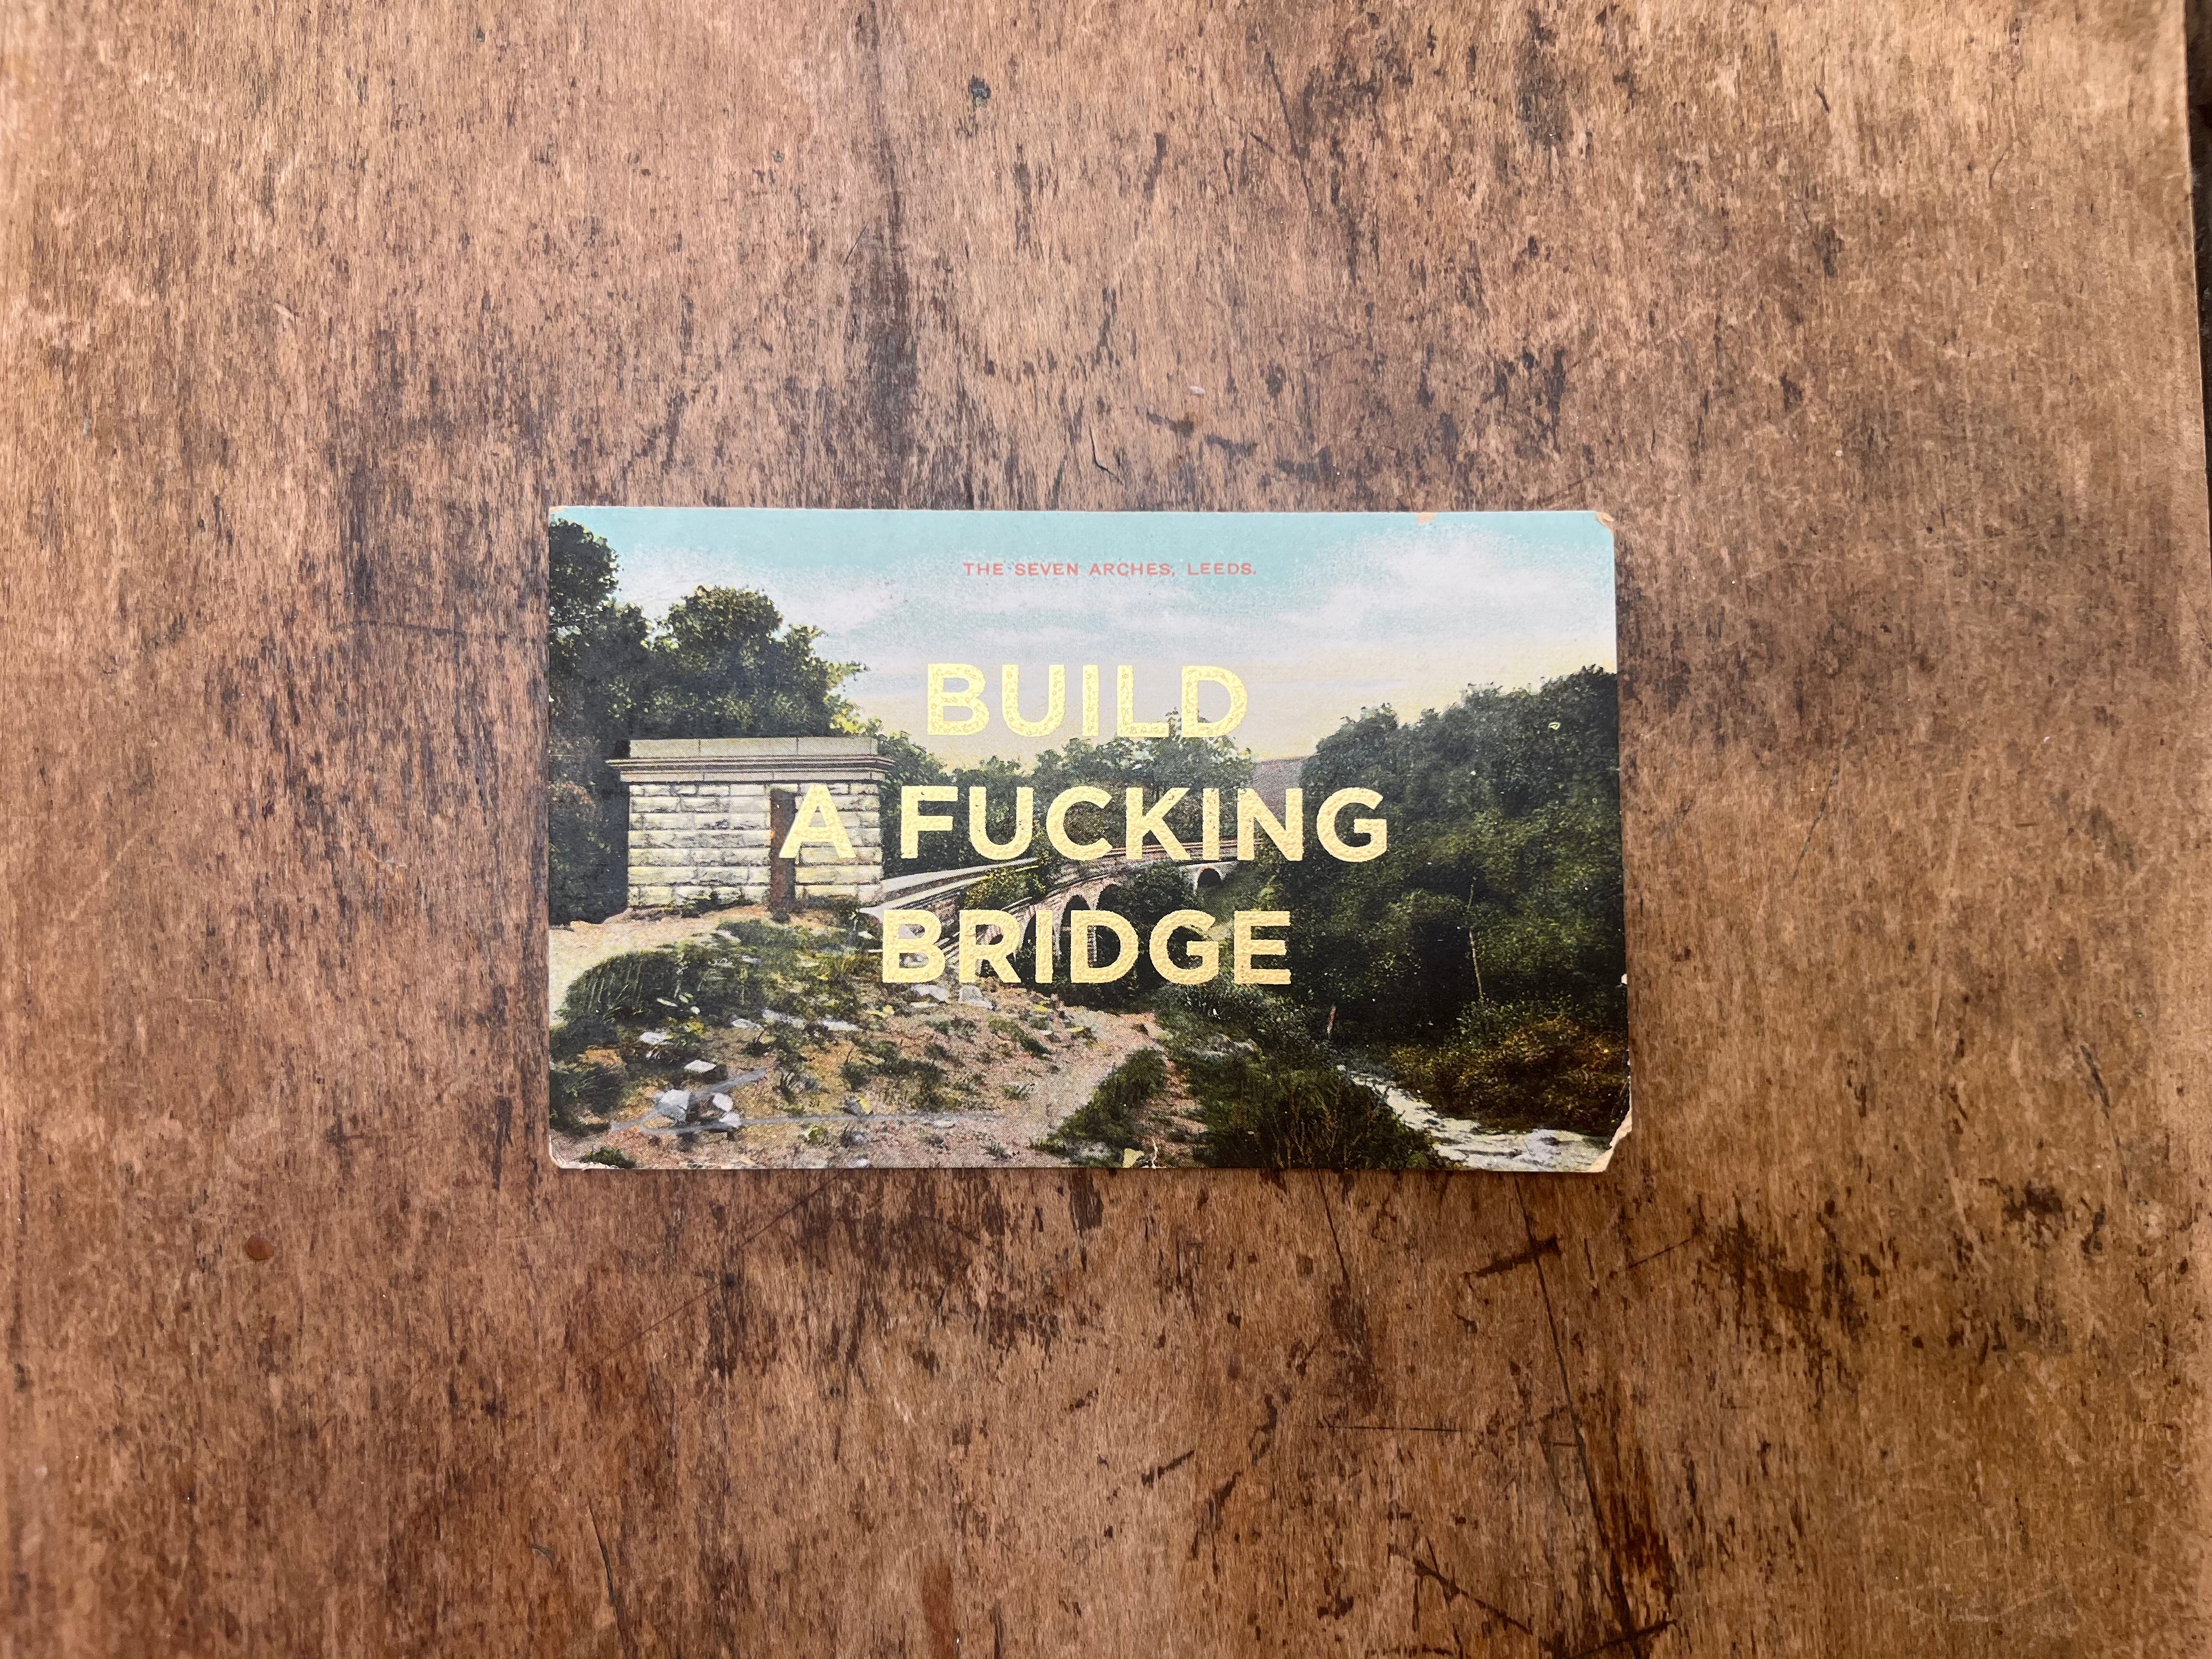 THE SEVEN ARCHES, LEEDS.
BUILD
A FUCKING
BRIDGE